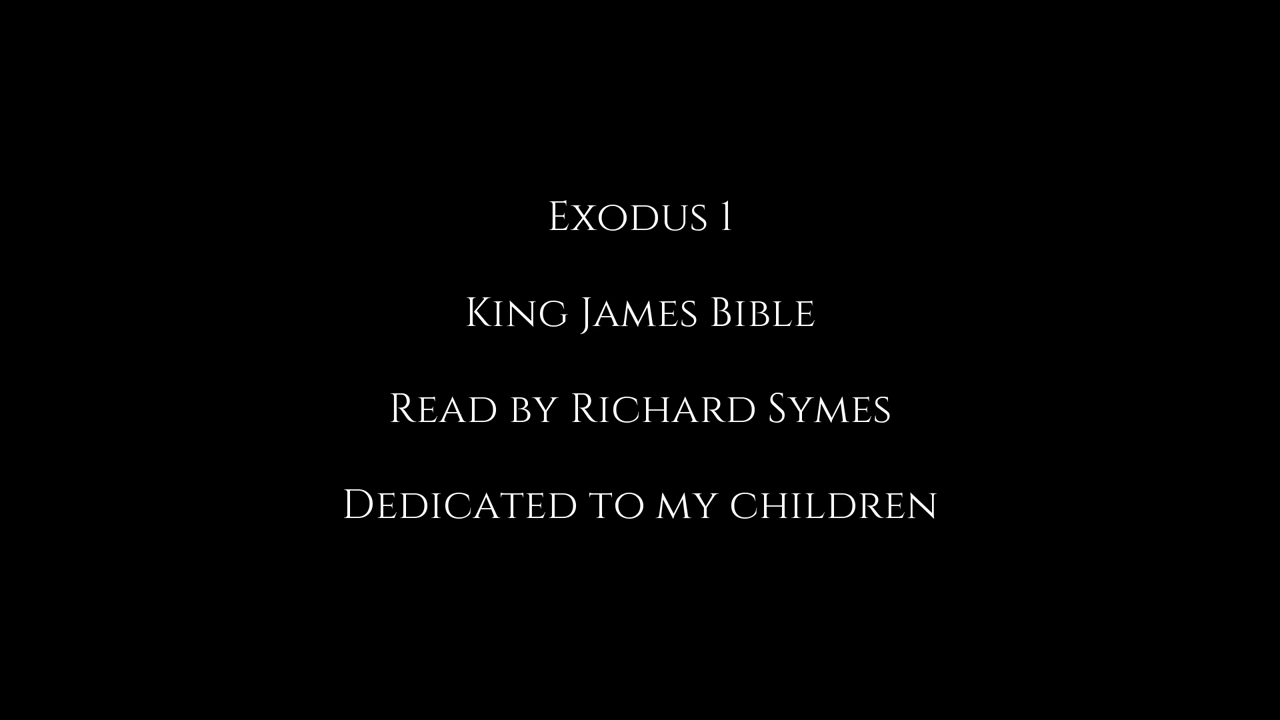 Exodus 1
King James Bible
Read by Richard Symes
Dedicated to my children